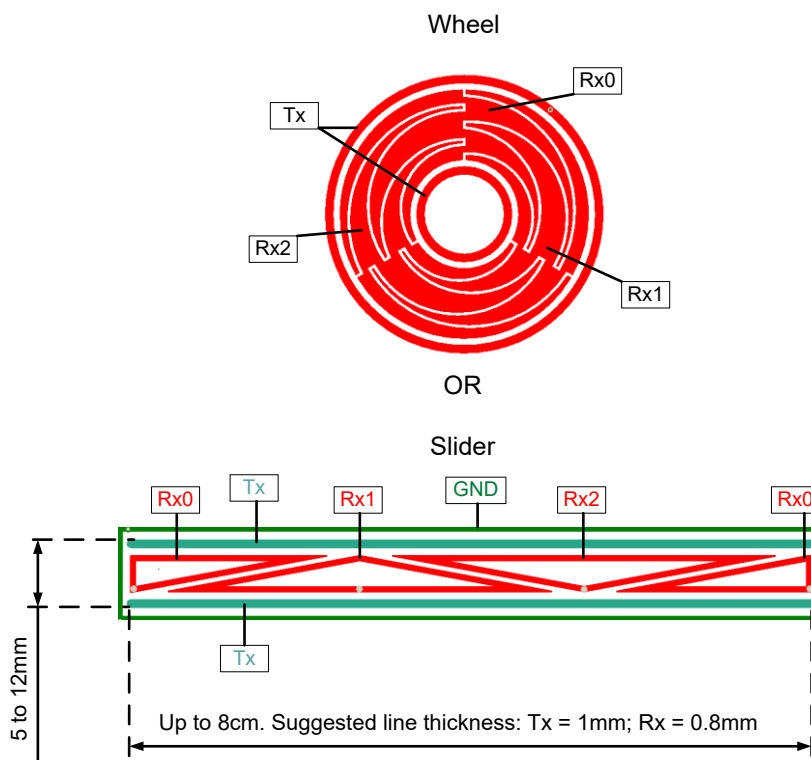 Wheel
Rx0
Tx
Rx2
Rx1
OR
Slider
Rx0
Tx
Rx1
GND
Rx2
Rx0
Tx
5 to 12mm
Up to 8cm. Suggested line thickness: Tx = 1mm; Rx = 0.8mm